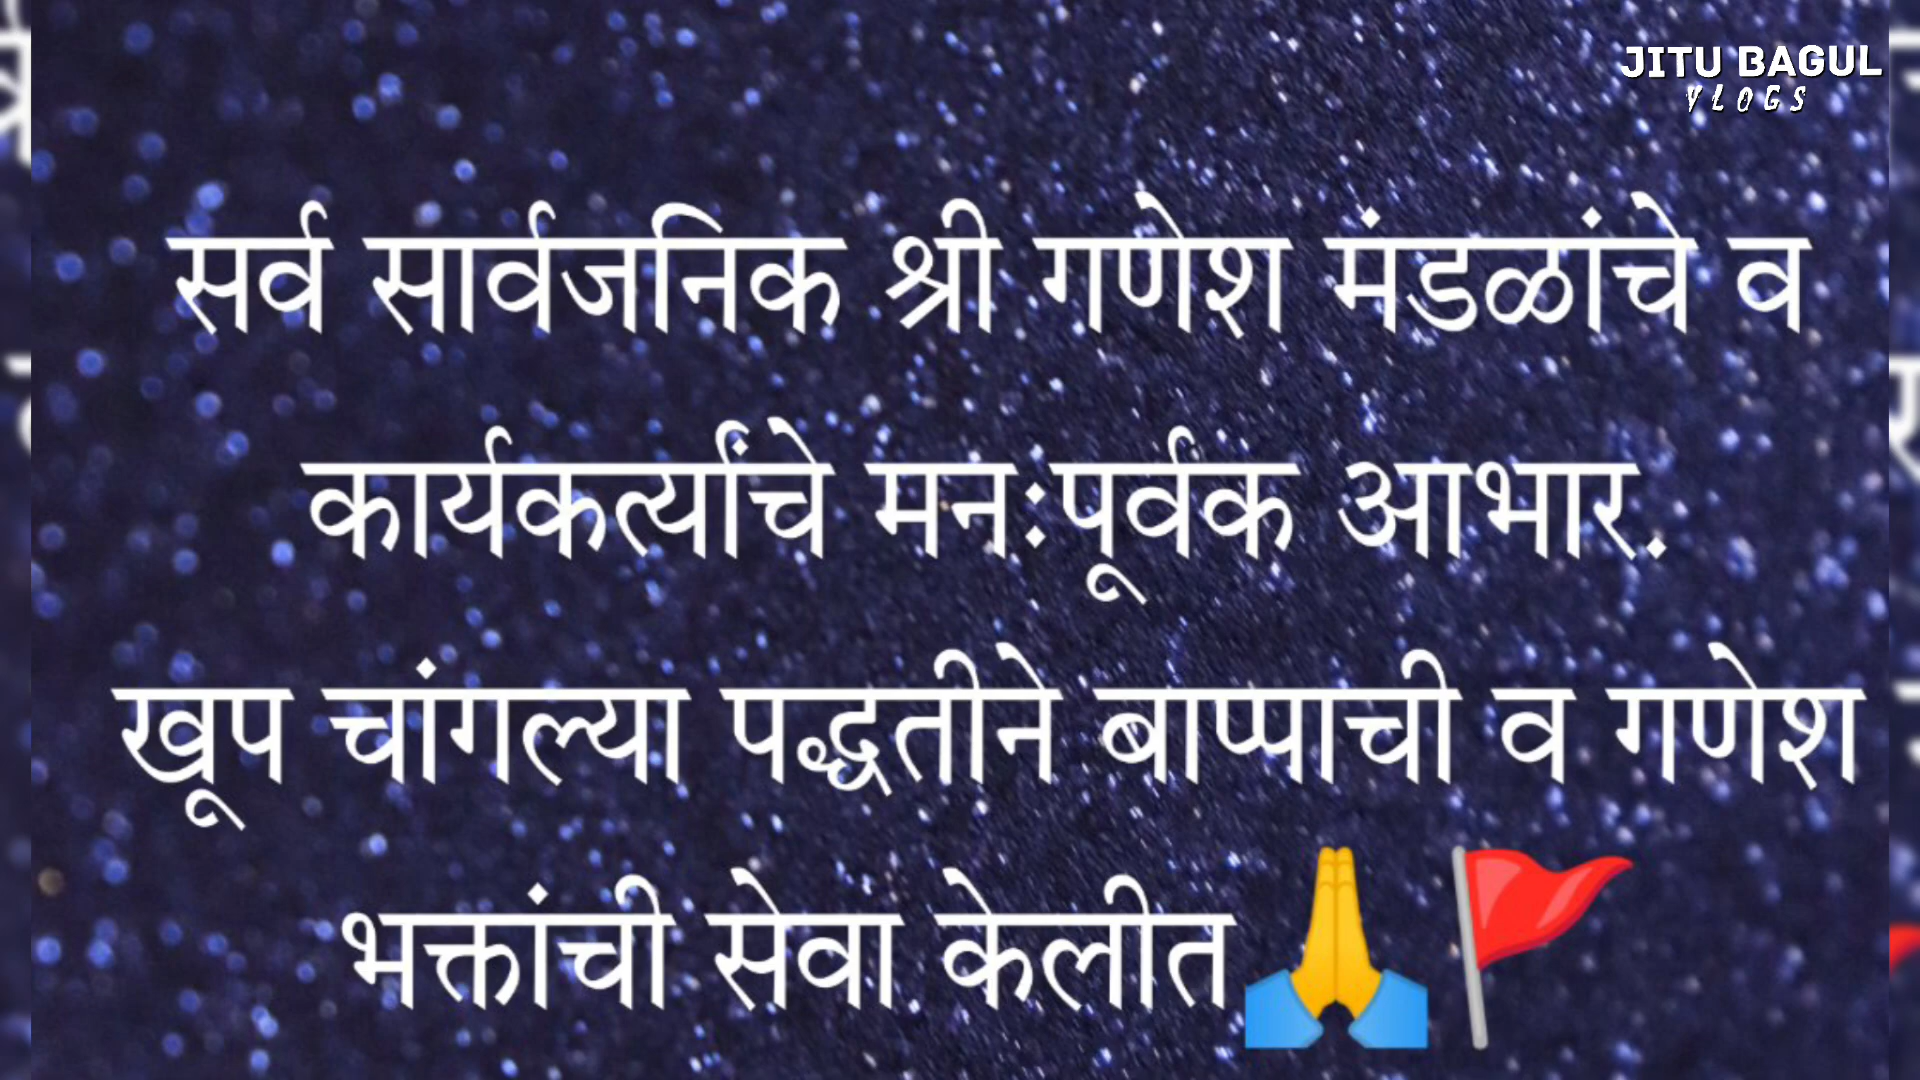 JITU BAGUL
VLOGS
सर्व सार्वजनिक श्री गणेश मंडळांचे व
कार्यकर्त्यांचे मनःपूर्वक आभार.
खूप चांगल्या पद्धतीने बाप्पाची व गणेश
भक्तांची सेवा केलीत🙏🚩